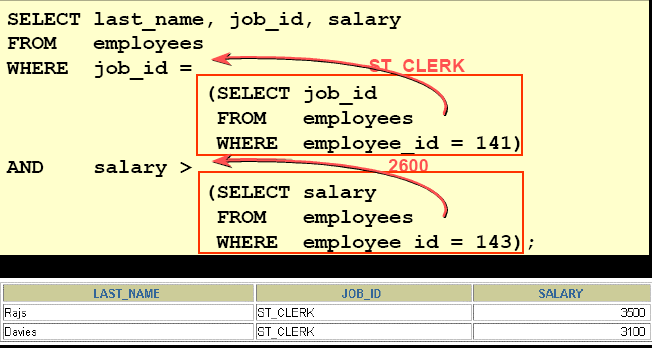 SELECT last_name, job_id, salary
FROM employees
WHERE job_id = ST_CLERK
(SELECT job_id
FROM employees
WHERE employee_id = 141)
AND salary > 2600
(SELECT salary
FROM employees
WHERE employee_id = 143);
LAST_NAME JOB_ID SALARY
Rajs ST_CLERK 3500
Davies ST_CLERK 3100